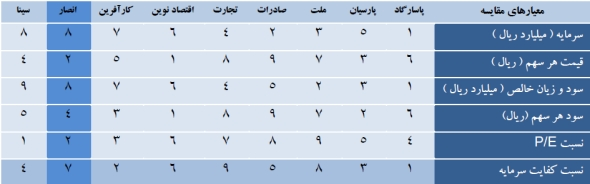 معیارهای مقایسه پاسارگاد پارسیان ملت صادرات تجارت اقتصاد نوین کارآفرین انصار سینا
سرمایه ( میلیارد ریال ) ۱ ۵ ۳ ۲ ۴ ۶ ۷ ۸ ۸
قیمت هر سهم ( ریال) ۶ ۳ ۷ ۹ ۸ ۱ ۵ ۲ ۴
سود و زیان خالص ( میلیارد ریال ) ۱ ۳ ۲ ۵ ۴ ۶ ۷ ۸ ۹
سود هر سهم (ریال) ۶ ۲ ۷ ۹ ۸ ۱ ۳ ۴ ۵
نسبت P/E ۴ ۵ ۹ ۸ ۷ ۶ ۳ ۲ ۱
نسبت کفایت سرمایه ۱ ۳ ۸ ۵ ۹ ۶ ۲ ۷ ۴